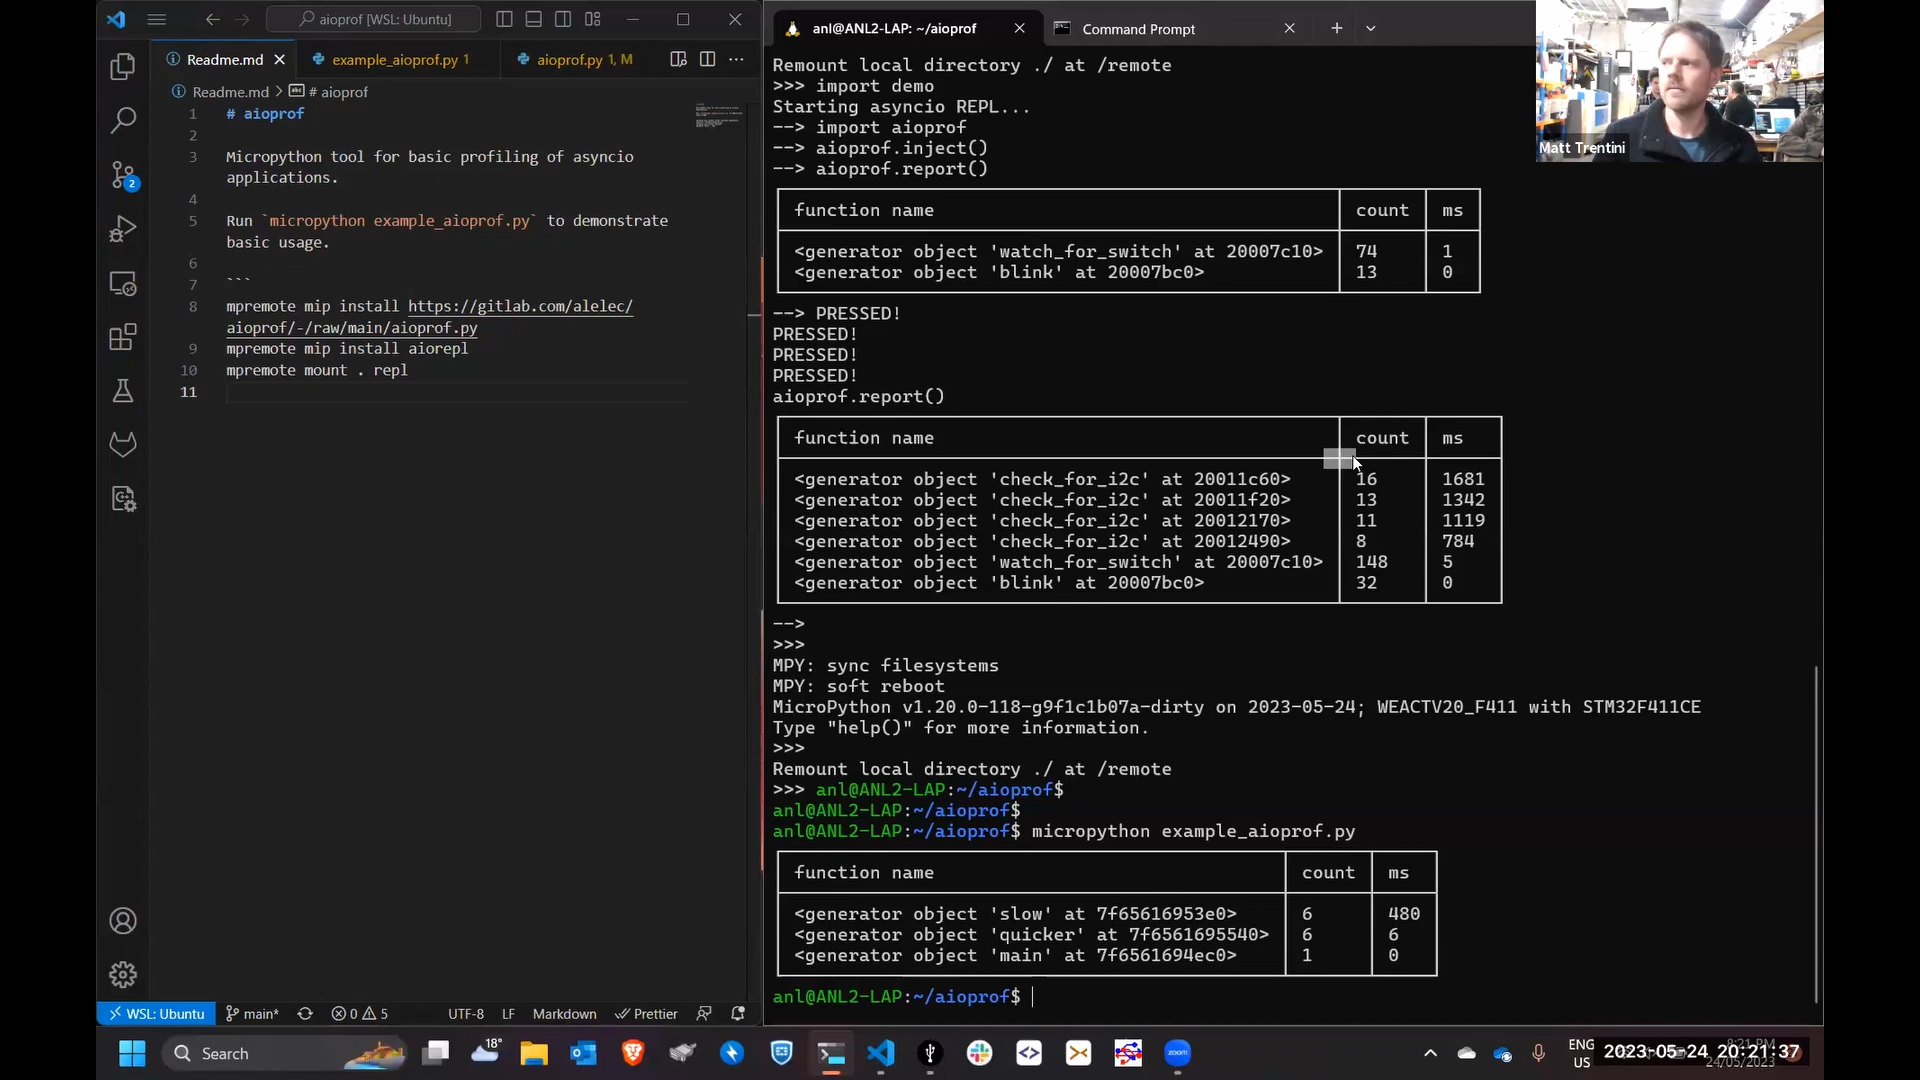 aioprof [WSL: Ubuntu]
Readme.md
example_aioprof.py 1
aioprof.py 1, M
Readme.md > # aioprof
1 # aioprof
2
3 Micropython tool for basic profiling of asyncio
applications.
4
5 Run `micropython example_aioprof.py` to demonstrate
basic usage.
6
7 ```
8 mpremote mip install https://gitlab.com/alelec/
aioprof/-/raw/main/aioprof.py
9 mpremote mip install aiorepl
10 mpremote mount . repl
11
2
WSL: Ubuntu main* 0 5 UTF-8 LF Markdown Prettier
anl@ANL2-LAP: ~/aioprof
Command Prompt
Remount local directory ./ at /remote
>>> import demo
Starting asyncio REPL...
--> import aioprof
--> aioprof.inject()
--> aioprof.report()
function name count ms
<generator object 'watch_for_switch' at 20007c10> 74 1
<generator object 'blink' at 20007bc0> 13 0
--> PRESSED!
PRESSED!
PRESSED!
PRESSED!
aioprof.report()
function name count ms
<generator object 'check_for_i2c' at 20011c60> 16 1681
<generator object 'check_for_i2c' at 20011f20> 13 1342
<generator object 'check_for_i2c' at 20012170> 11 1119
<generator object 'check_for_i2c' at 20012490> 8 784
<generator object 'watch_for_switch' at 20007c10> 148 5
<generator object 'blink' at 20007bc0> 32 0
-->
>>>
MPY: sync filesystems
MPY: soft reboot
MicroPython v1.20.0-118-g9f1c1b07a-dirty on 2023-05-24; WEACTV20_F411 with STM32F411CE
Type "help()" for more information.
>>>
Remount local directory ./ at /remote
>>> anl@ANL2-LAP:~/aioprof$
anl@ANL2-LAP:~/aioprof$
anl@ANL2-LAP:~/aioprof$ micropython example_aioprof.py
function name count ms
<generator object 'slow' at 7f65616953e0> 6 480
<generator object 'quicker' at 7f6561695540> 6 6
<generator object 'main' at 7f6561694ec0> 1 0
anl@ANL2-LAP:~/aioprof$
Matt Trentini
Search
18°
zoom
ENG
US
2023-05-24 20:21:37
8:21 PM
24/05/2023